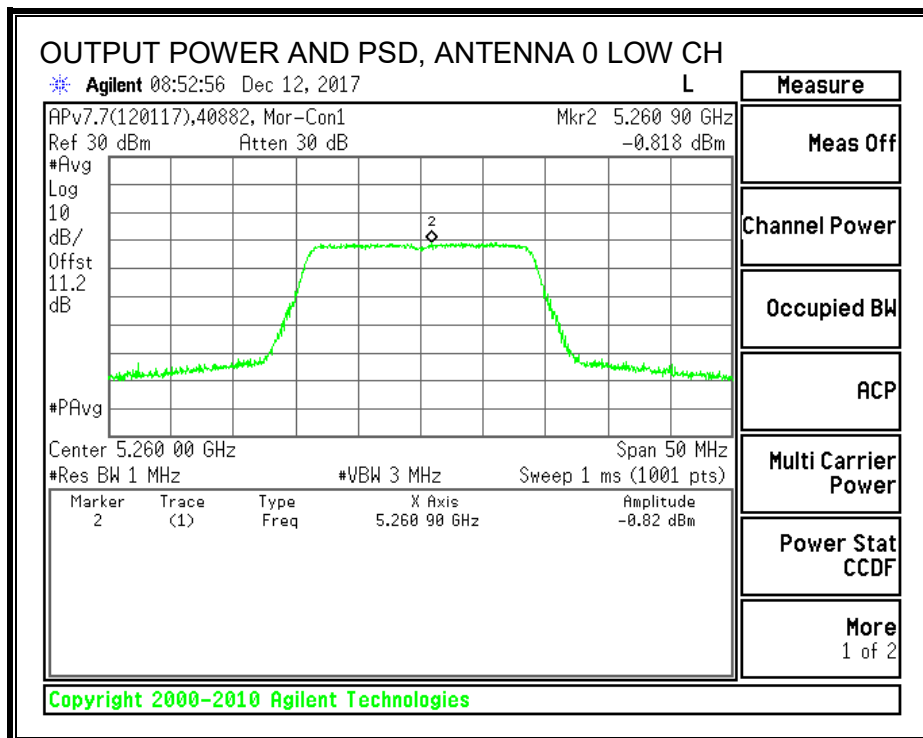 OUTPUT POWER AND PSD, ANTENNA 0 LOW CH
Agilent 08:52:56 Dec 12, 2017 L
APv7.7(120117),40882, Mor-Con1 Mkr2 5.260 90 GHz
Ref 30 dBm Atten 30 dB -0.818 dBm
#Avg
Log
10
dB/
Offst
11.2
dB
2
#PAvg
Center 5.260 00 GHz Span 50 MHz
#Res BW 1 MHz #VBW 3 MHz Sweep 1 ms (1001 pts)
Marker Trace Type X Axis Amplitude
2 (1) Freq 5.260 90 GHz -0.82 dBm
Measure
Meas Off
Channel Power
Occupied BW
ACP
Multi Carrier
Power
Power Stat
CCDF
More
1 of 2
Copyright 2000-2010 Agilent Technologies